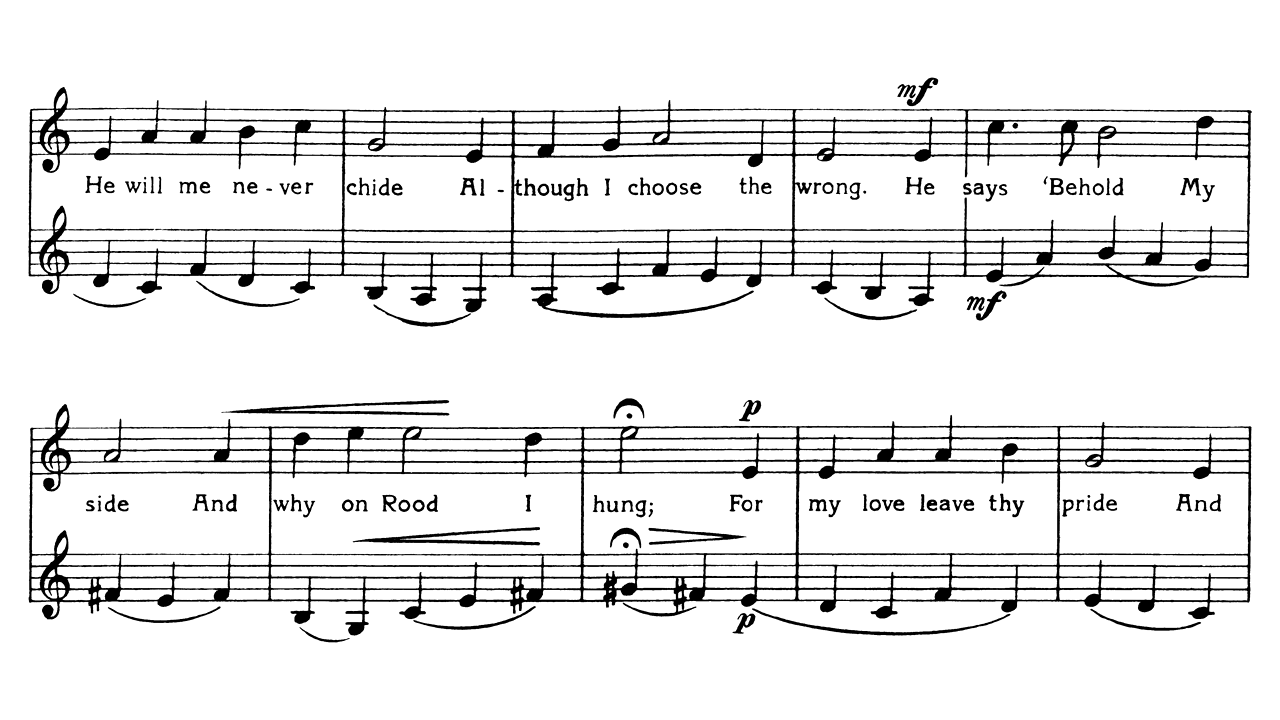 mf
He will me ne - ver chide Al - though I choose the wrong. He says ‘Behold My
mf
p
side And why on Rood I hung; For my love leave thy pride And
p